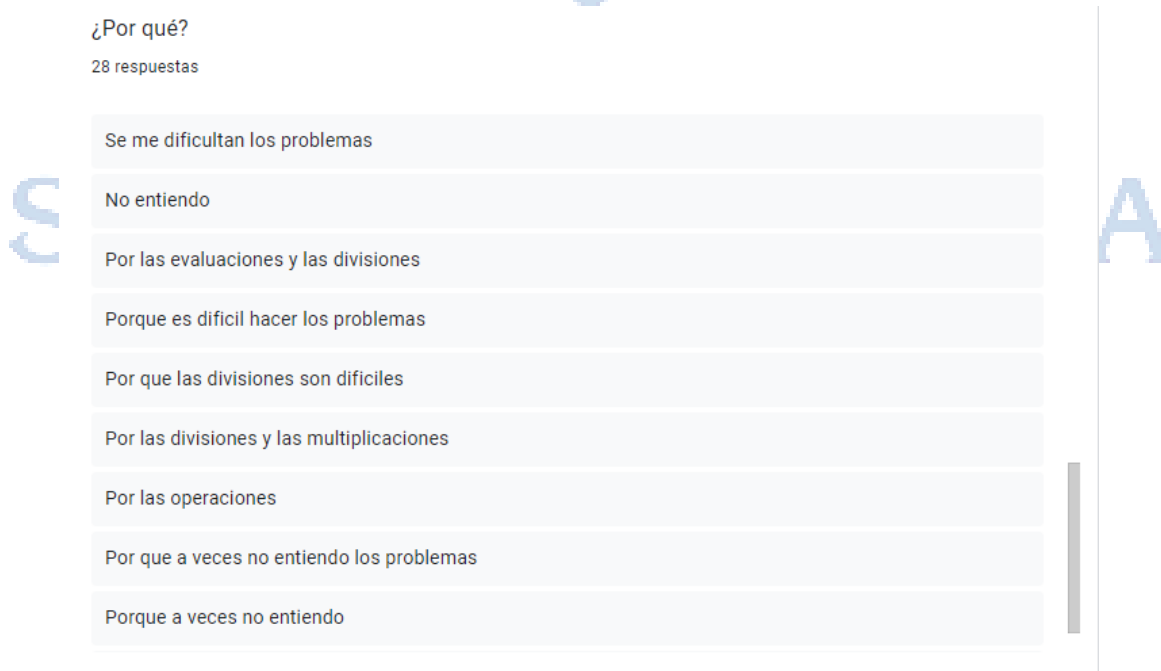 ¿Por qué?
28 respuestas
Se me dificultan los problemas
No entiendo
Por las evaluaciones y las divisiones
Porque es dificil hacer los problemas
Por que las divisiones son dificiles
Por las divisiones y las multiplicaciones
Por las operaciones
Por que a veces no entiendo los problemas
Porque a veces no entiendo